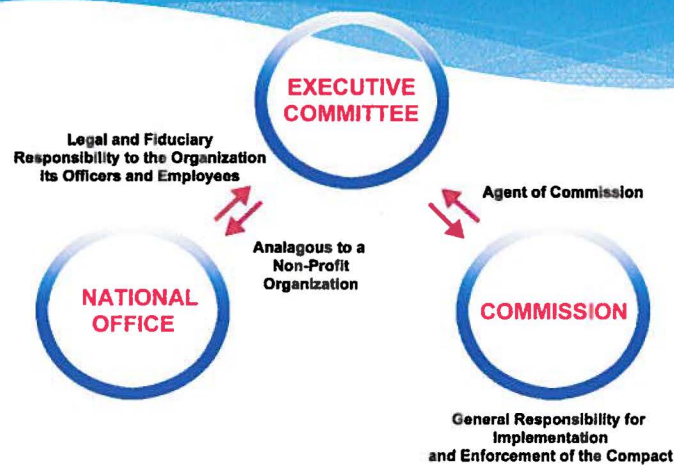 EXECUTIVE
COMMITTEE
Legal and Fiduciary
Responsibility to the Organization
its Officers and Employees
Agent of Commission
Analagous to a
Non-Profit
Organization
NATIONAL
OFFICE
COMMISSION
General Responsibility for
Implementation
and Enforcement of the Compact